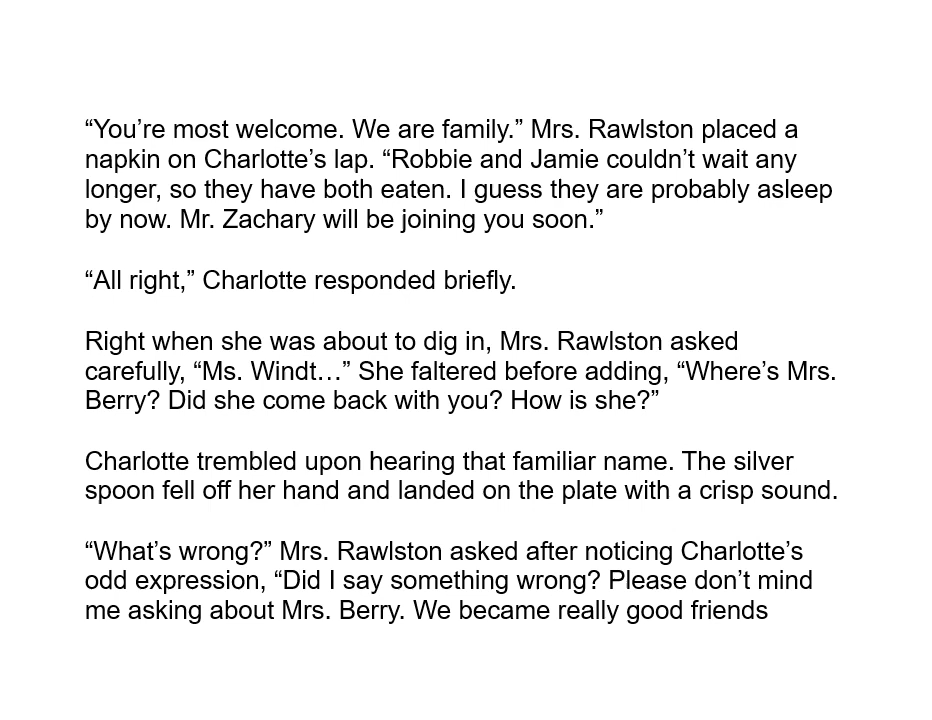 “You’re most welcome. We are family.” Mrs. Rawlston placed a
napkin on Charlotte’s lap. “Robbie and Jamie couldn’t wait any
longer, so they have both eaten. I guess they are probably asleep
by now. Mr. Zachary will be joining you soon.”
“All right,” Charlotte responded briefly.
Right when she was about to dig in, Mrs. Rawlston asked
carefully, “Ms. Windt…” She faltered before adding, “Where’s Mrs.
Berry? Did she come back with you? How is she?”
Charlotte trembled upon hearing that familiar name. The silver
spoon fell off her hand and landed on the plate with a crisp sound.
“What’s wrong?” Mrs. Rawlston asked after noticing Charlotte’s
odd expression, “Did I say something wrong? Please don’t mind
me asking about Mrs. Berry. We became really good friends